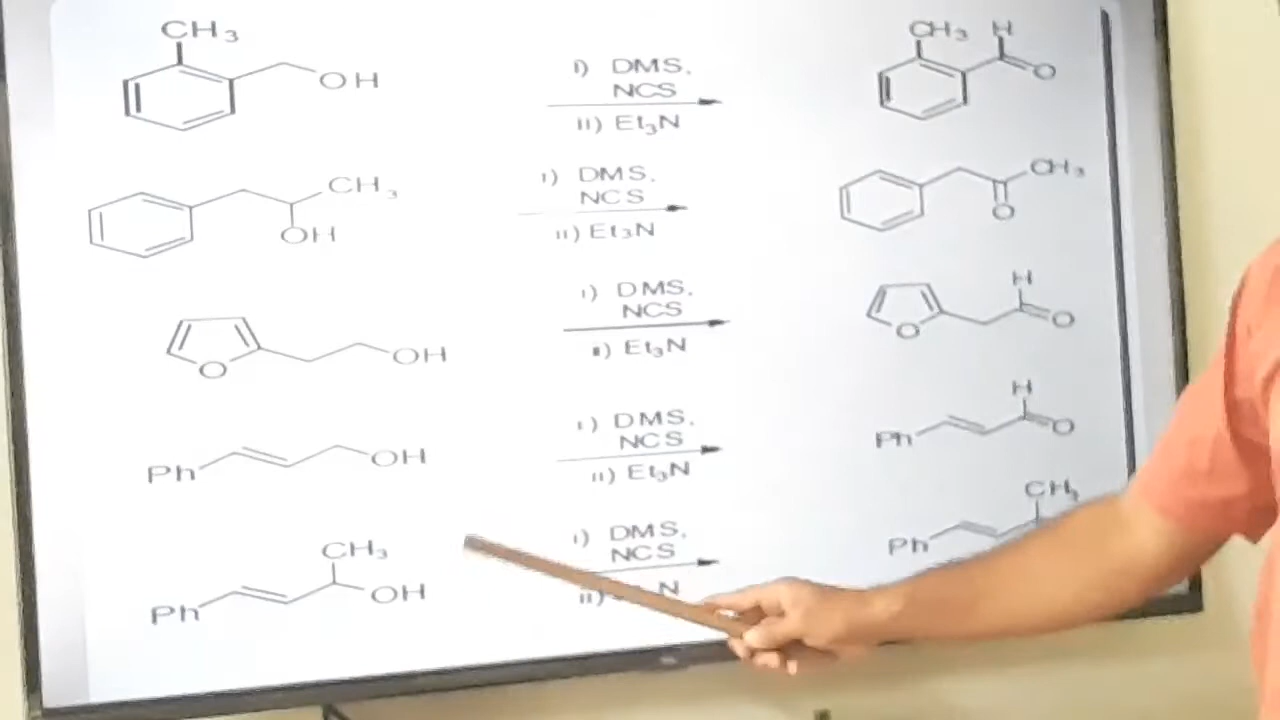 CH3
OH
i) DMS,
NCS
ii) Et3N
CH3
H
O
CH3
OH
i) DMS,
NCS
ii) Et3N
CH3
O
O
OH
i) DMS,
NCS
ii) Et3N
H
O
O
Ph
OH
i) DMS,
NCS
ii) Et3N
H
Ph
O
CH3
Ph
OH
i) DMS,
NCS
ii) N
CH3
Ph